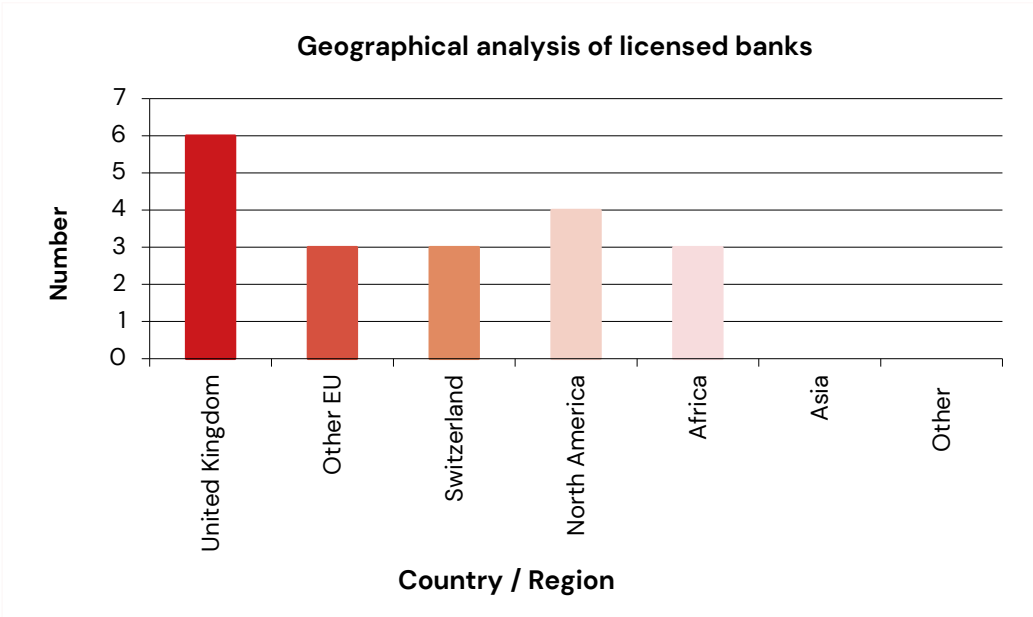 Geographical analysis of licensed banks
7
6
5
4
3
2
1
0
Number
United Kingdom
Other EU
Switzerland
North America
Africa
Asia
Other
Country / Region